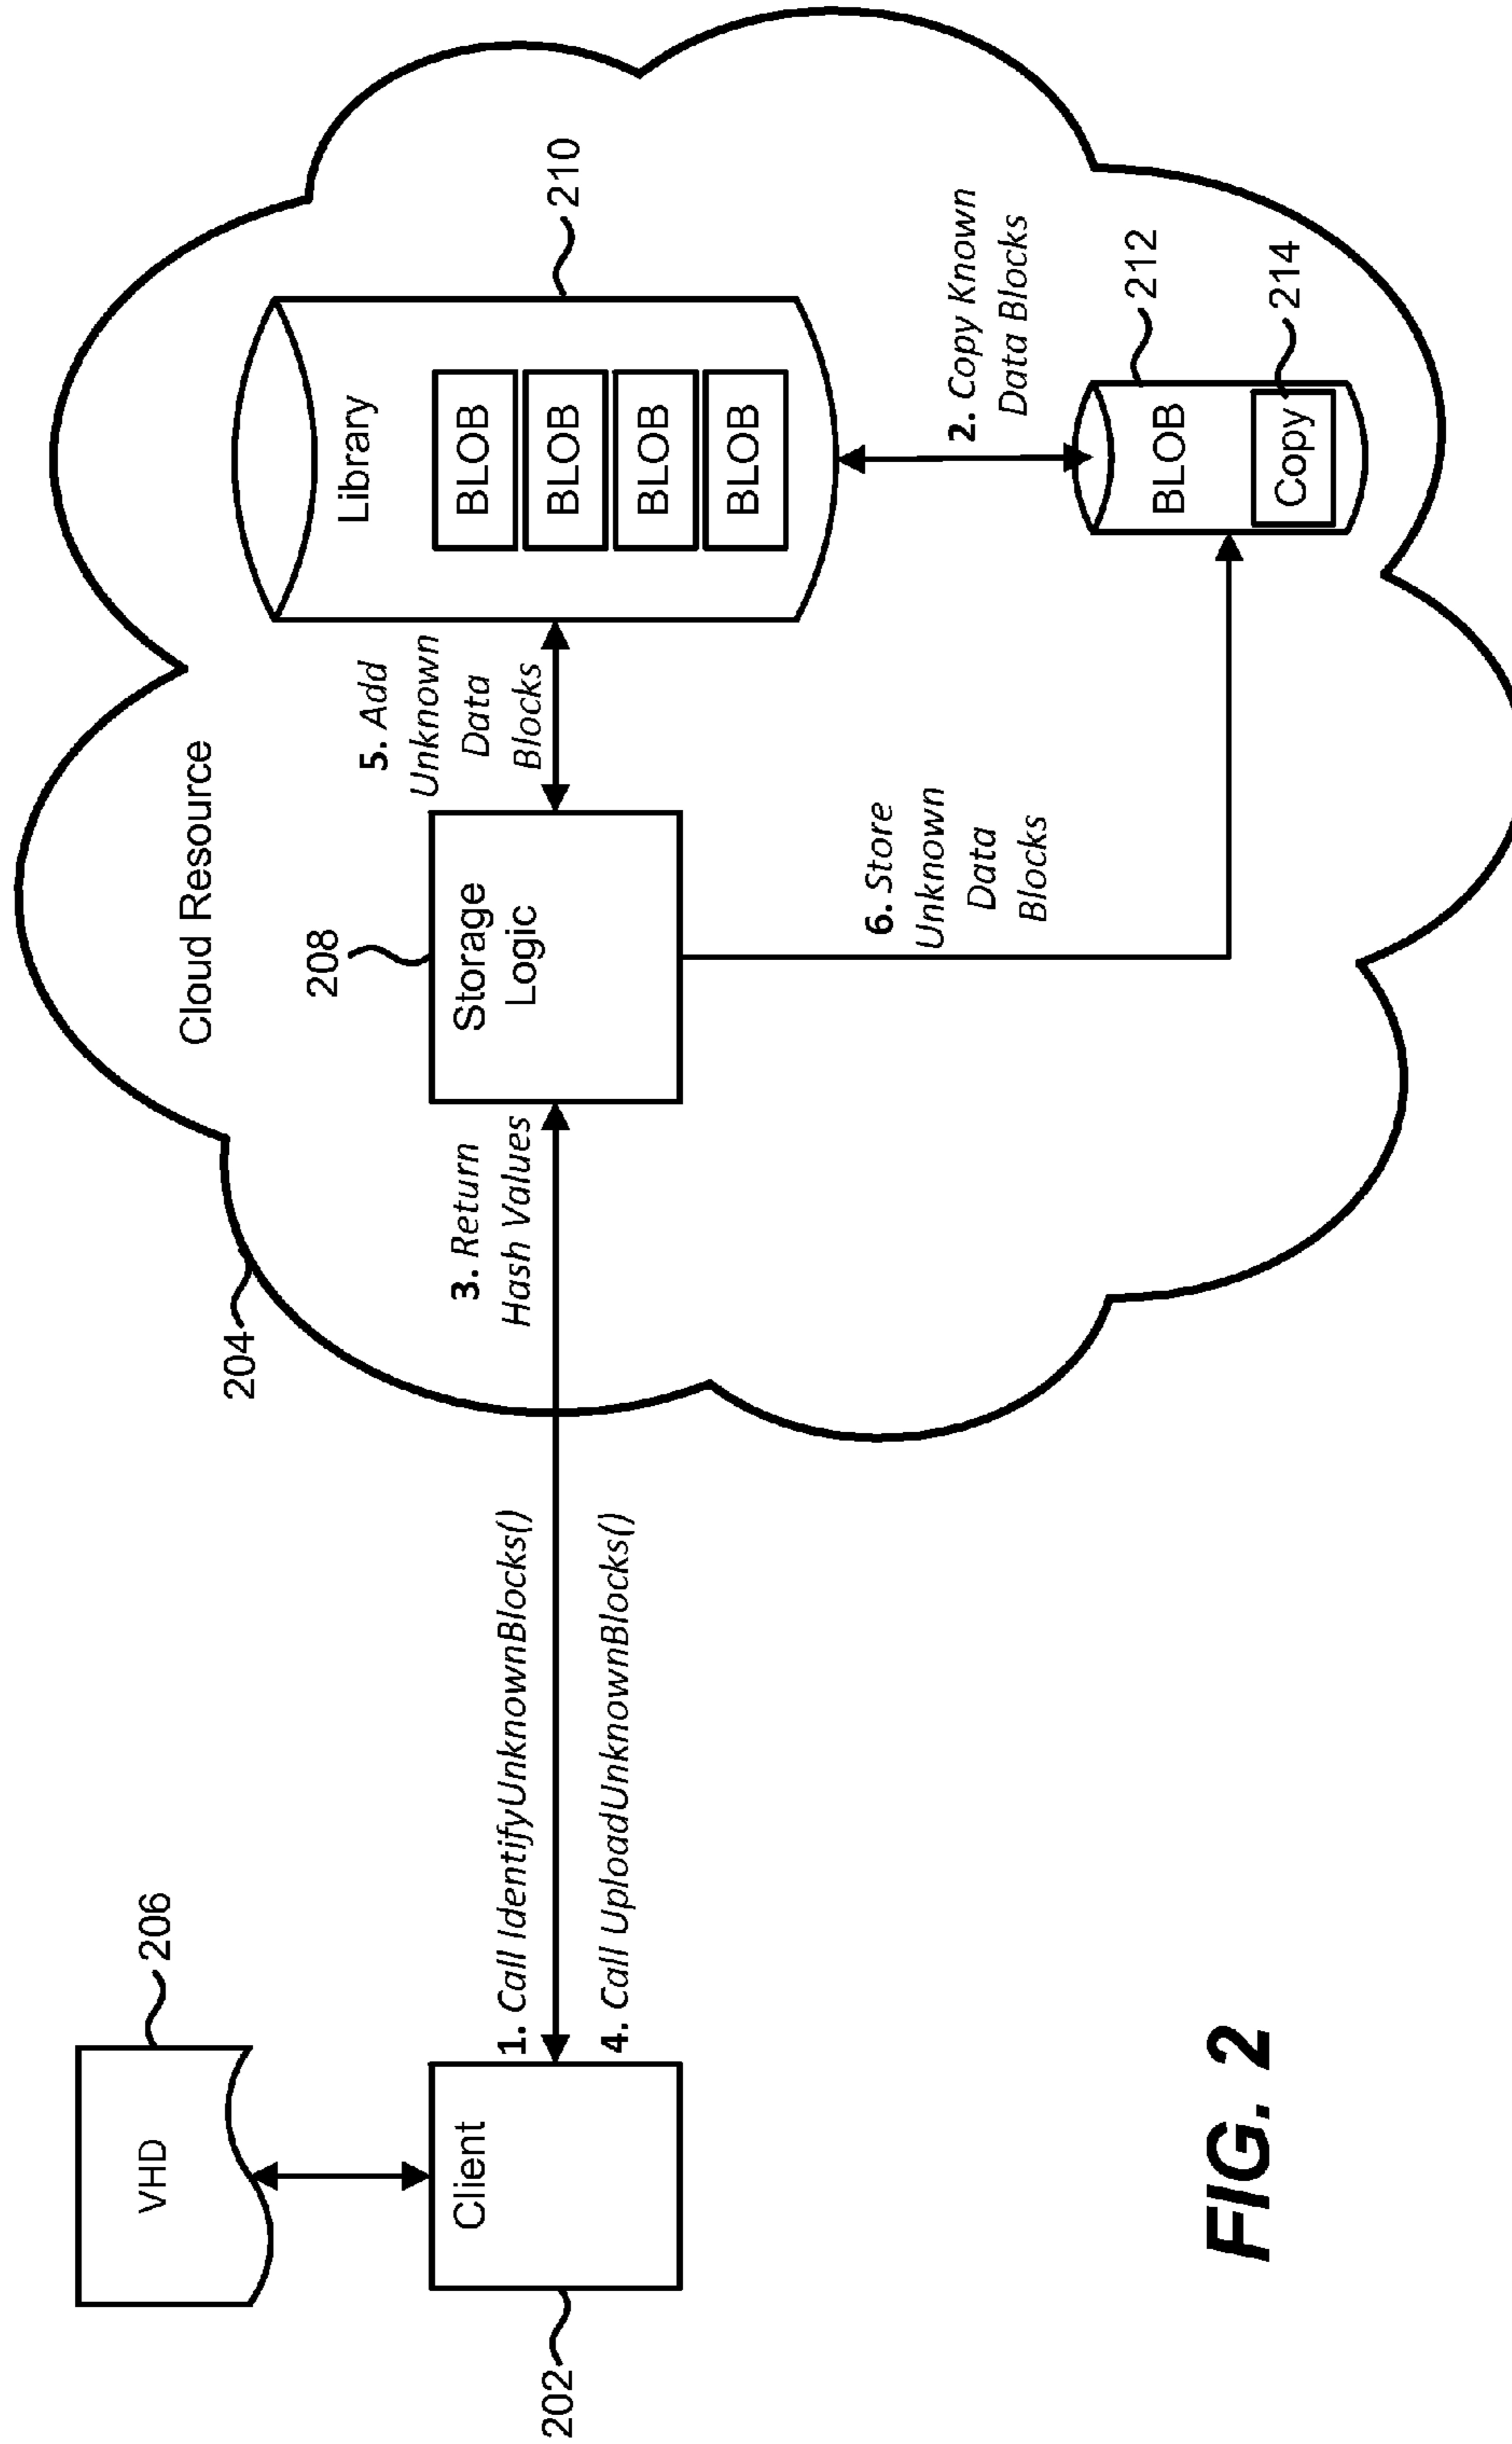 VHD
206
Client
202
1. Call IdentifyUnknownBlocks()
4. Call UploadUnknownBlocks()
204
Cloud Resource
3. Return
Hash Values
208
Storage
Logic
5. Add
Unknown
Data
Blocks
Library
BLOB
BLOB
BLOB
BLOB
210
6. Store
Unknown
Data
Blocks
2. Copy Known
Data Blocks
BLOB
212
Copy
214
FIG. 2